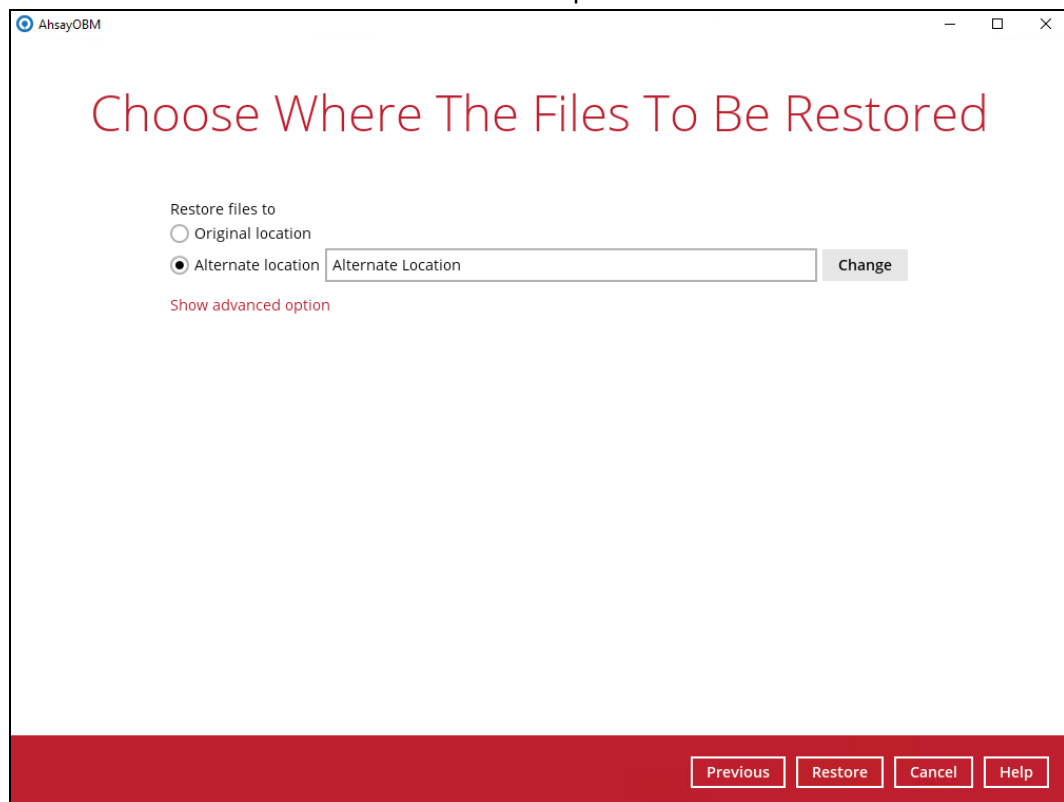 AhsayOBM
Choose Where The Files To Be Restored
Restore files to
Original location
Alternate location Alternate Location Change
Show advanced option
Previous Restore Cancel Help